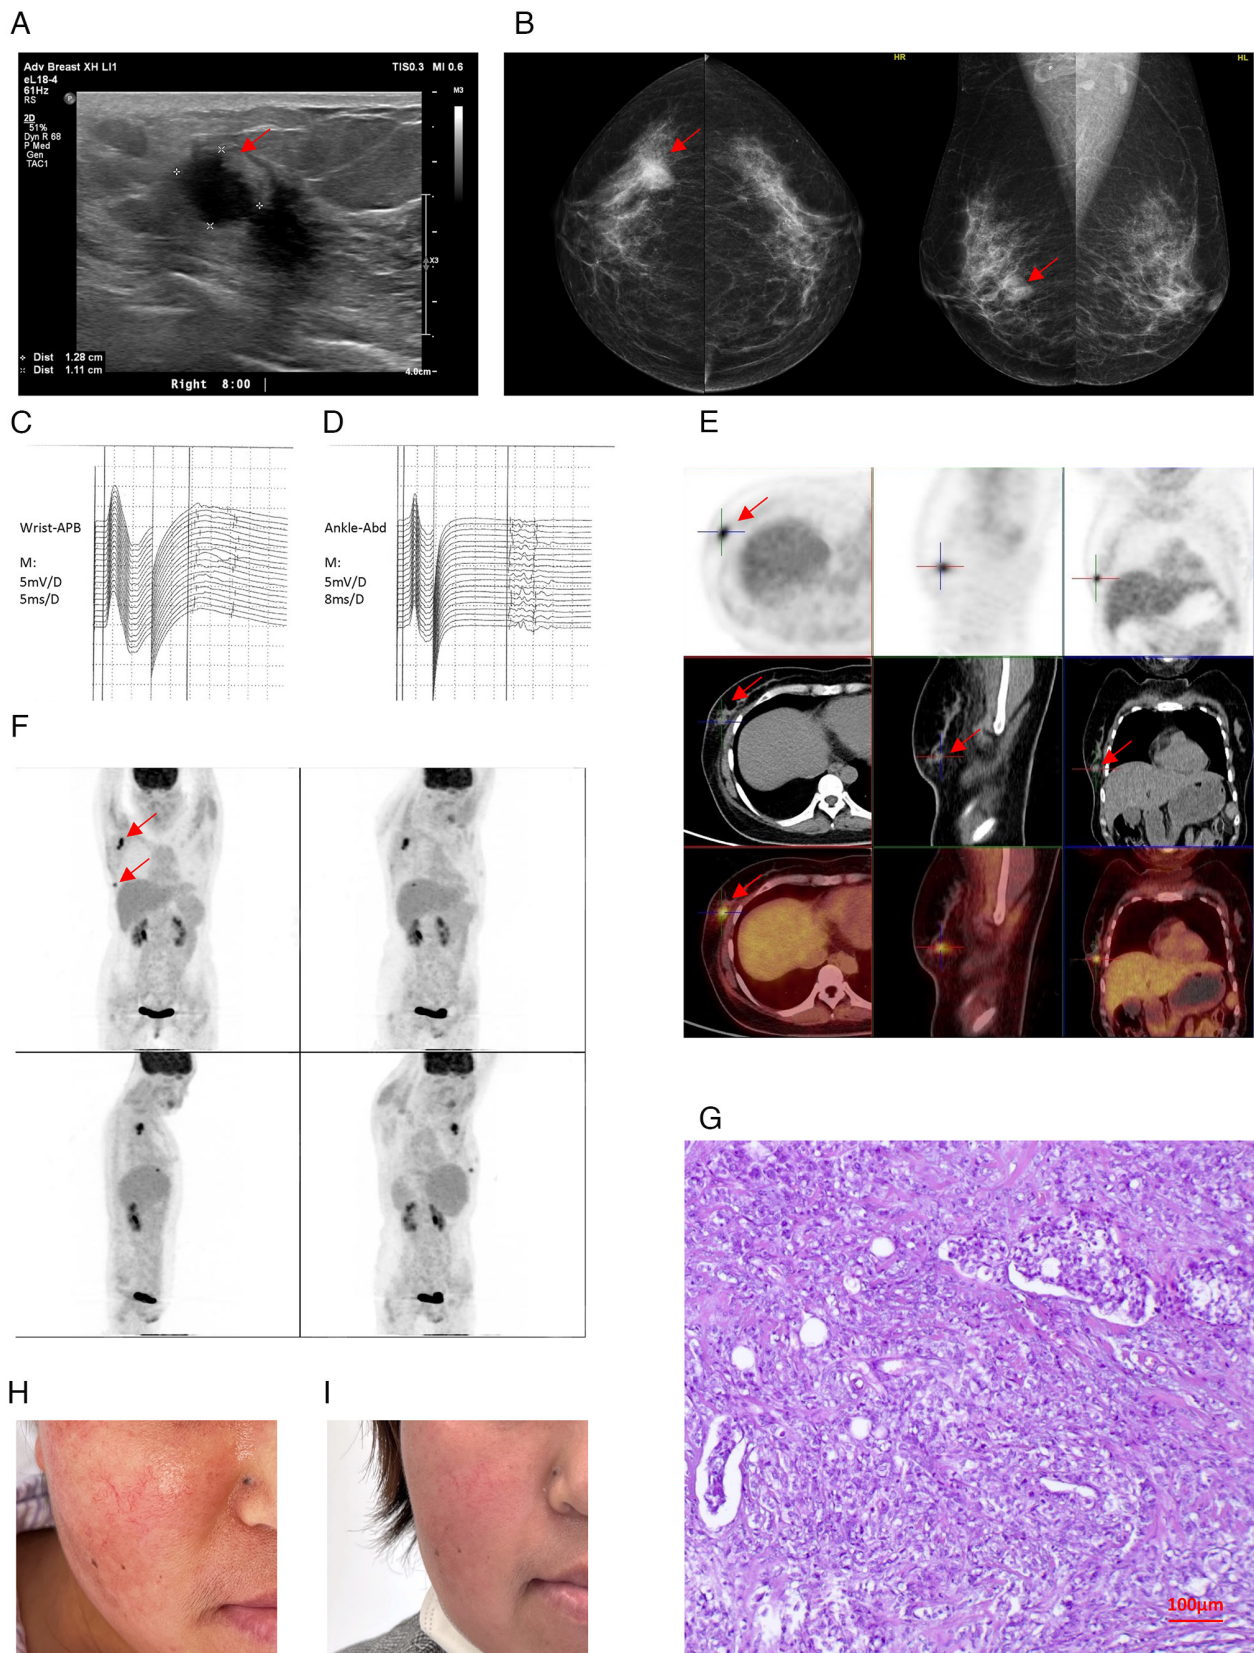 A
B
Adv Breast XH LI1
TIS0.3 MI 0.6
eL18-4
61Hz
RS
P
M3
2D
51%
Dyn R 68
P Med
Gen
TAC1
X3
Dist 1.28 cm
Dist 1.11 cm
4.0cm
Right 8:00
HR
HL
C
D
E
Wrist-APB
M:
5mV/D
5ms/D
Ankle-Abd
M:
5mV/D
8ms/D
F
G
100μm
H
I